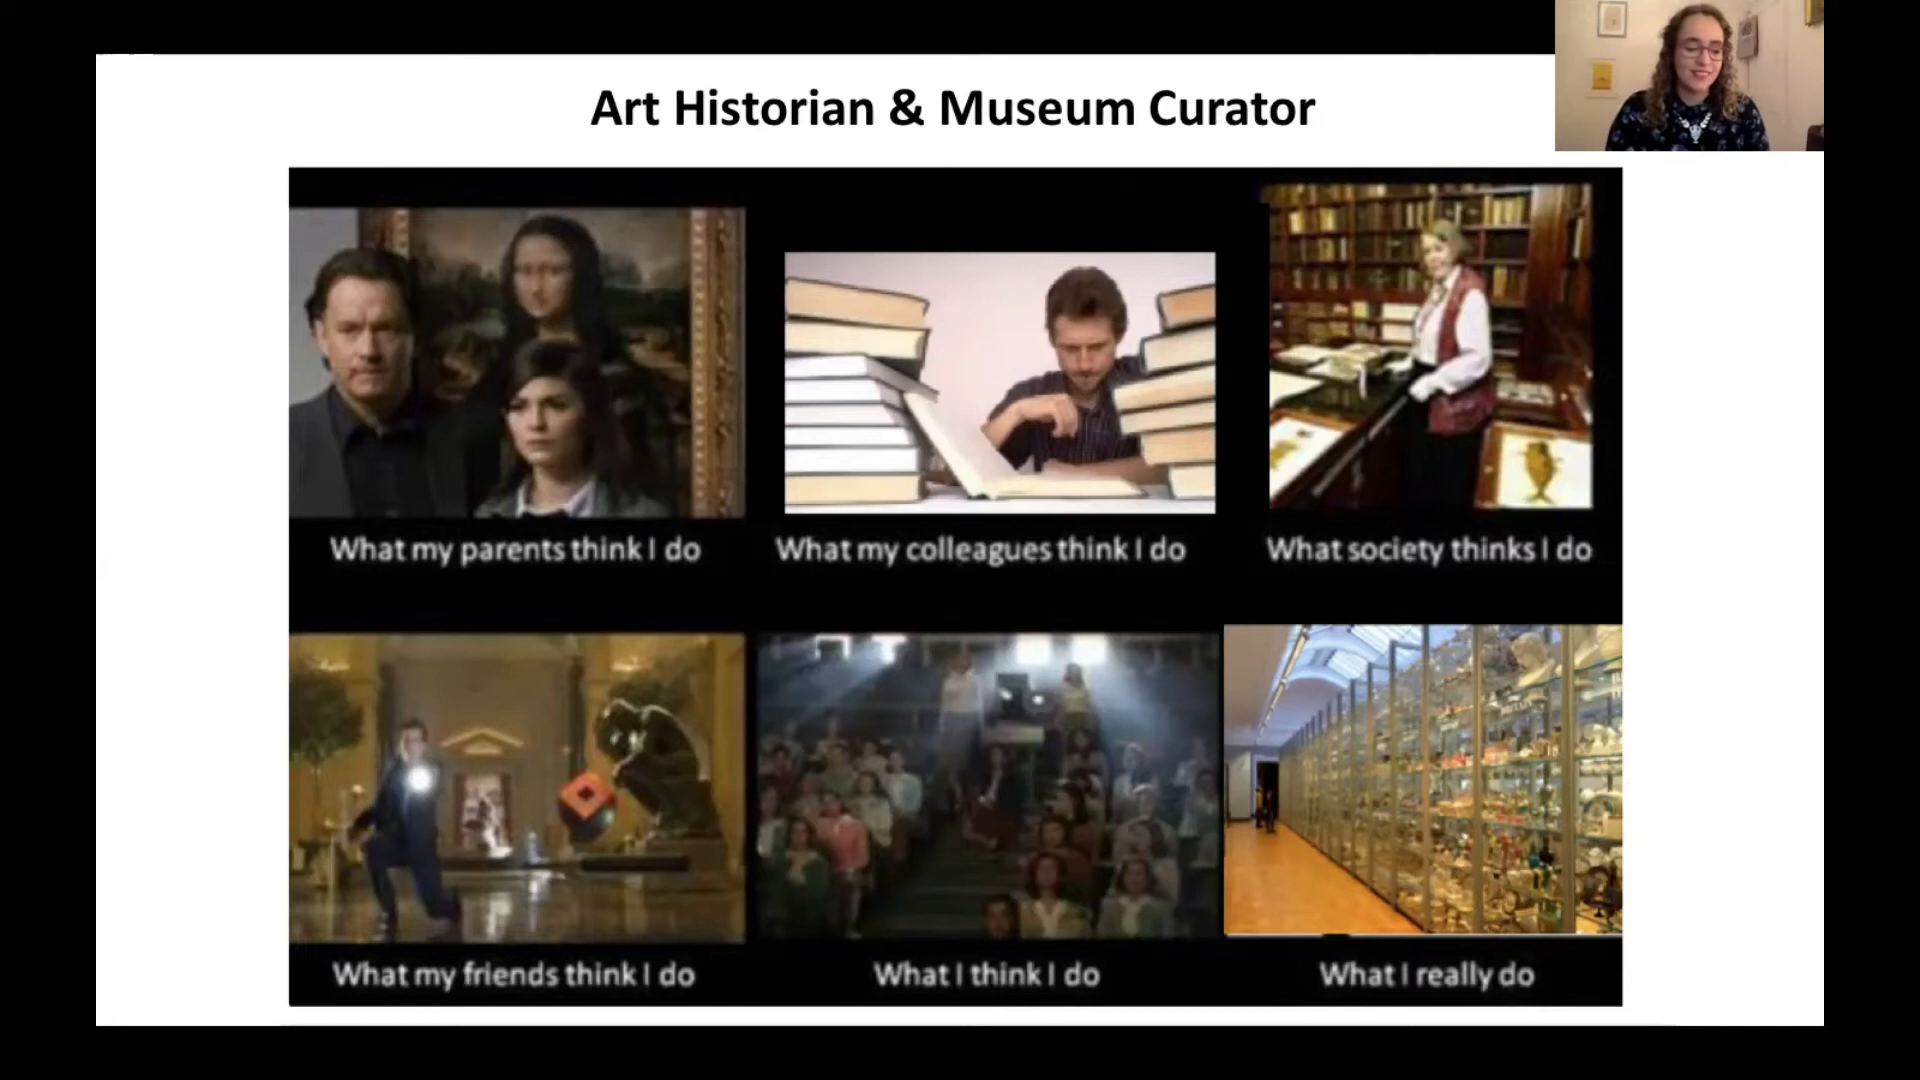 Art Historian & Museum Curator
What my parents think I do
What my colleagues think I do
What society thinks I do
What my friends think I do
What I think I do
What I really do